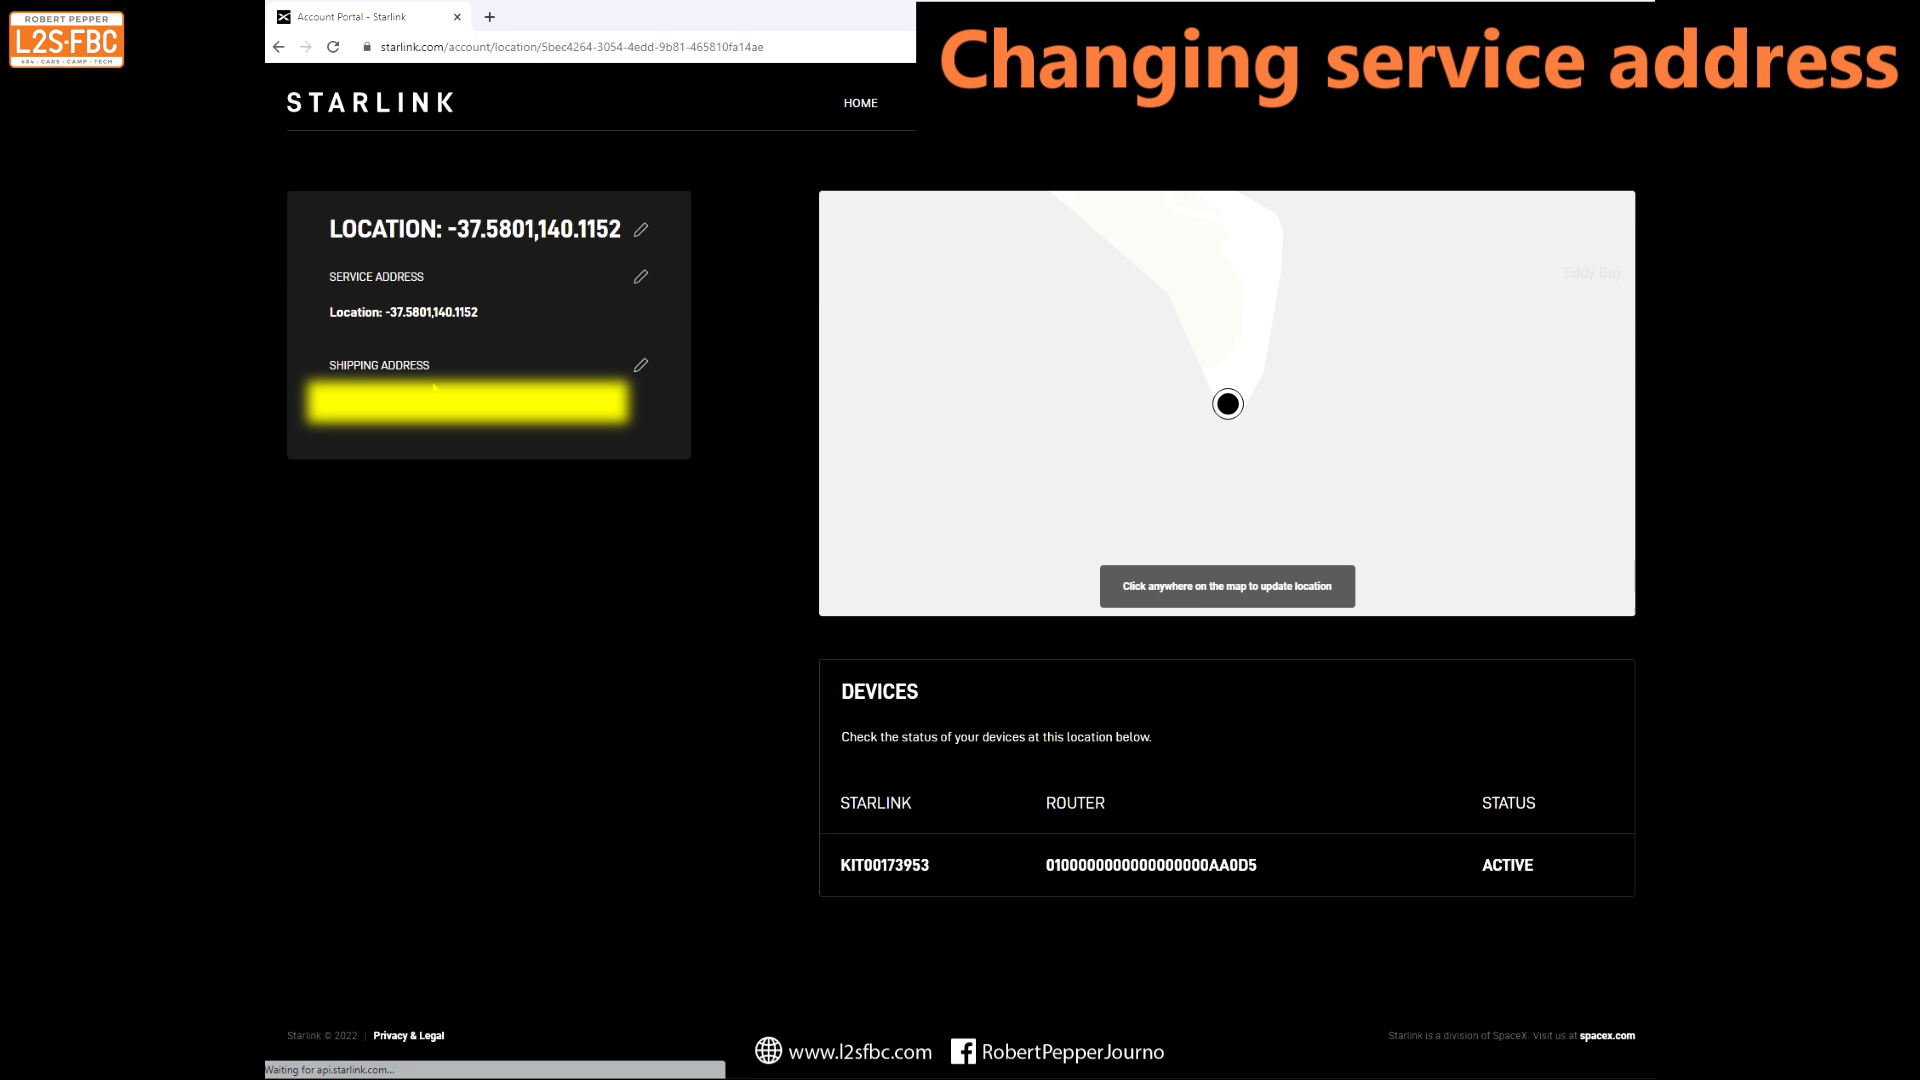 ROBERT PEPPER
L2S·FBC
4X4 • CARS • CAMP • TECH
Account Portal - Starlink
starlink.com/account/location/5bec4264-3054-4edd-9b81-465810fa14ae
Changing service address
STARLINK
HOME
LOCATION: -37.5801,140.1152
SERVICE ADDRESS
Location: -37.5801,140.1152
SHIPPING ADDRESS
Eddy Bay
Click anywhere on the map to update location
DEVICES
Check the status of your devices at this location below.
STARLINK ROUTER STATUS
KIT00173953 0100000000000000000AA0D5 ACTIVE
Starlink © 2022 | Privacy & Legal
Starlink is a division of SpaceX. Visit us at spacex.com
www.l2sfbc.com RobertPepperJourno
Waiting for api.starlink.com...